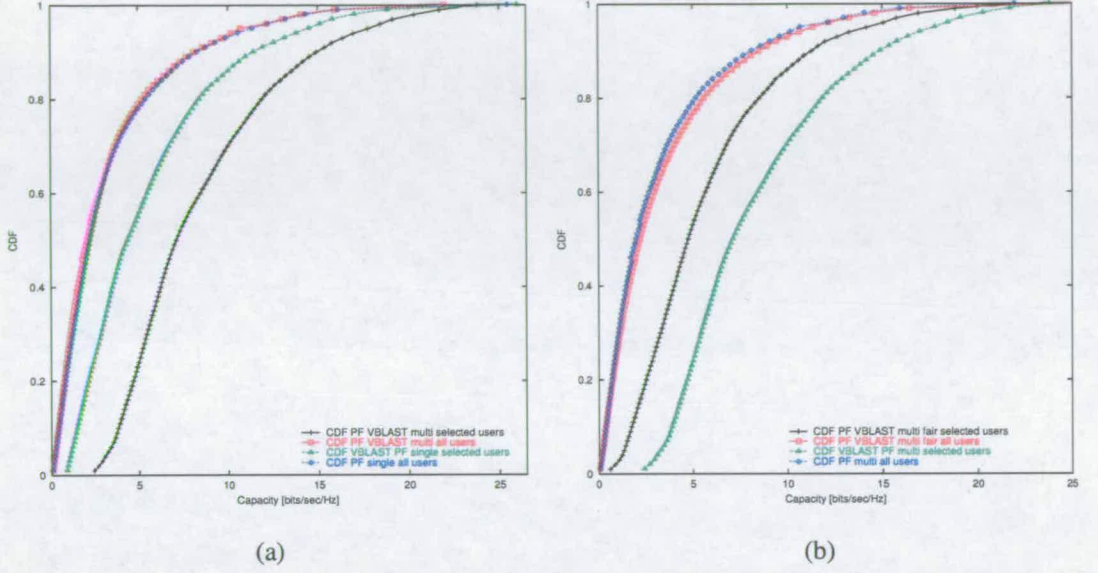 1
0.8
0.6
0.4
0.2
0
CDF
0
5
10
15
20
25
Capacity [bits/sec/Hz]
CDF PF VBLAST multi selected users
CDF PF VBLAST multi all users
CDF VBLAST PF single selected users
CDF PF single all users
(a)
1
0.8
0.6
0.4
0.2
0
CDF
0
5
10
15
20
25
Capacity [bits/sec/Hz]
CDF PF VBLAST multi fair selected users
CDF PF VBLAST multi fair all users
CDF VBLAST PF multi selected users
CDF PF multi all users
(b)